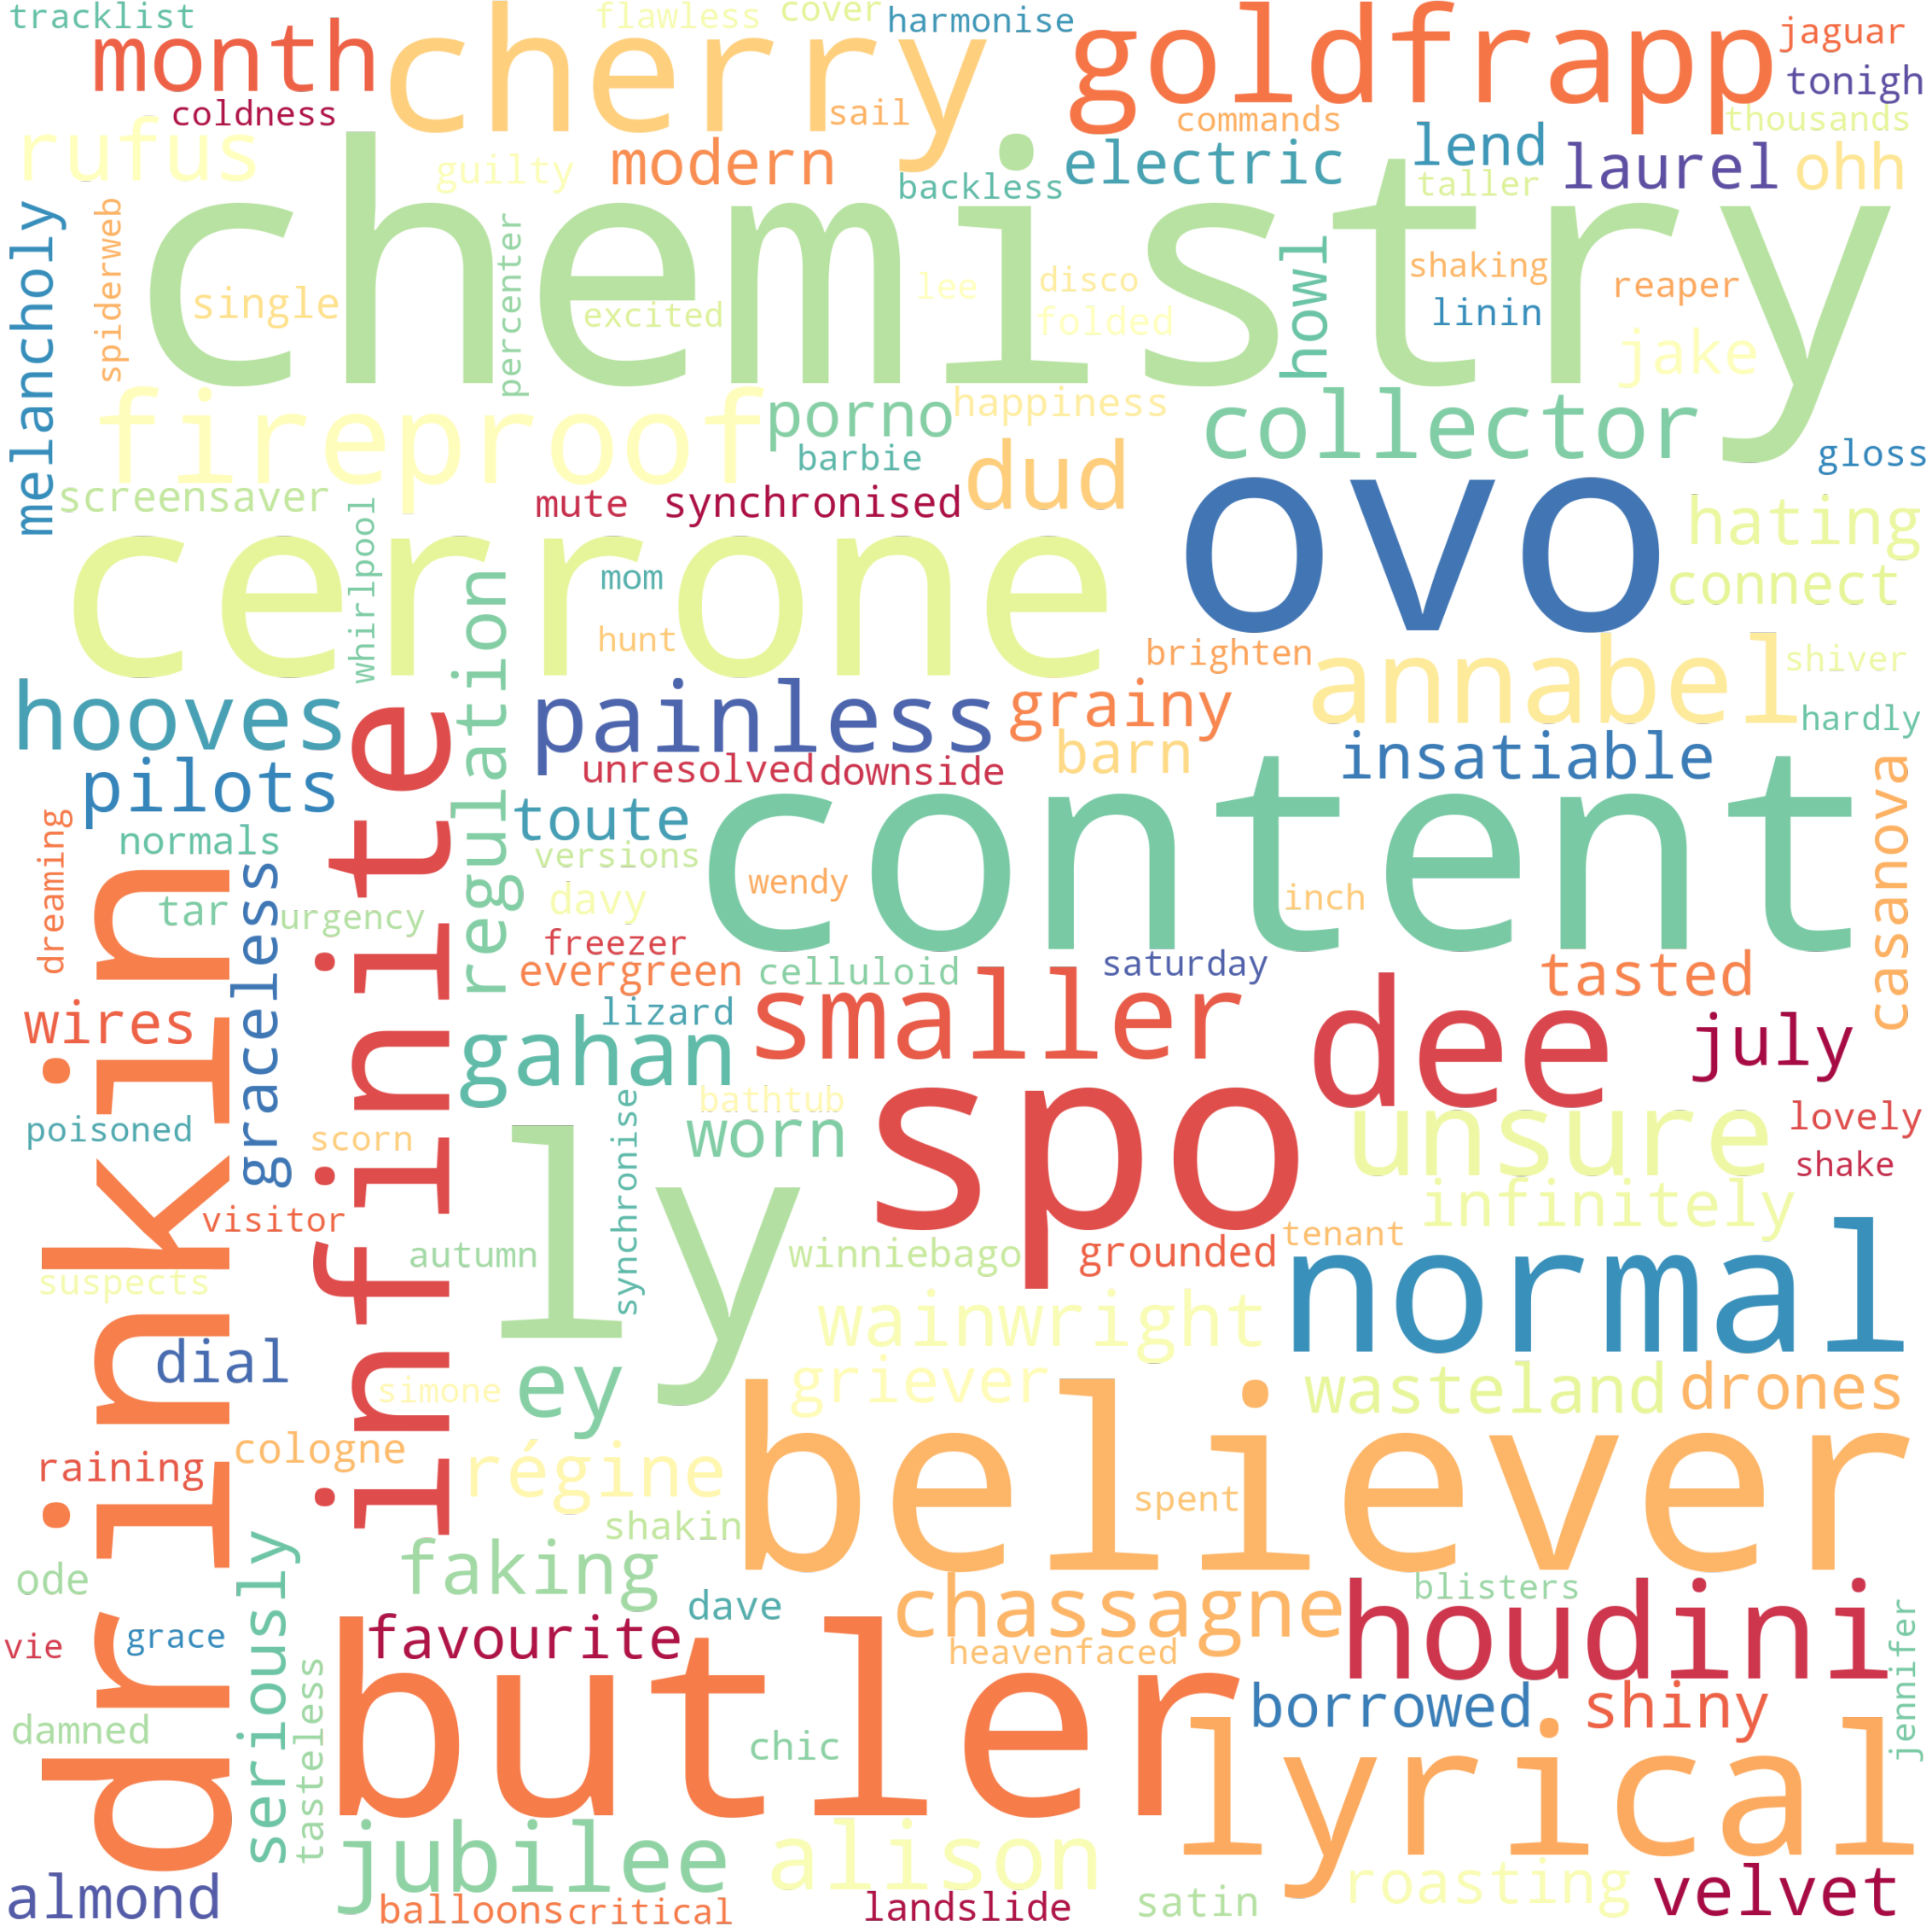 tracklist
flawless
cover
harmonise
month
cherry
goldfrapp
jaguar
tonigh
coldness
sail
commands
thousands
rufus
guilty
modern
backless
electric
lend
taller
laurel
ohh
chemistry
melancholy
spiderweb
single
percenter
excited
lee
disco
folded
howl
shaking
linin
reaper
jake
fireproof
porno
happiness
collector
barbie
gloss
screensaver
mute
synchronised
dud
ovo
hating
cerrone
whirlpool
regulation
mom
hunt
connect
brighten
annabel
shiver
hooves
infinite
painless
grainy
hardly
pilots
unresolved
downside
barn
insatiable
content
casanova
dreaming
normals
toute
versions
tar
urgency
davy
wendy
inch
drinkin
graceless
freezer
evergreen
celluloid
saturday
tasted
wires
lizard
gahan
smaller
dee
july
poisoned
scorn
synchronise
bathtub
worn
spo
unsure
lovely
shake
visitor
ly
infinitely
suspects
autumn
winniebago
grounded
tenant
normal
dial
simone
ey
wainwright
griever
wasteland
drones
raining
cologne
régine
believer
spent
shakin
ode
seriously
faking
chassagne
blisters
houdini
vie
grace
favourite
dave
heavenfaced
jennifer
damned
tasteless
butler
chic
borrowed
shiny
lyrical
almond
jubilee
alison
roasting
velvet
balloons
critical
landslide
satin